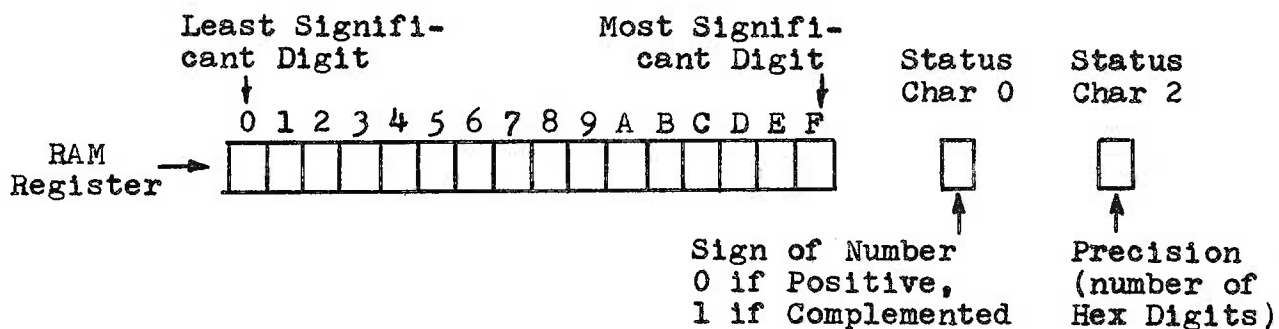 Least Signifi-
cant Digit
Most Signifi-
cant Digit
Status
Char 0
Status
Char 2
0 1 2 3 4 5 6 7 8 9 A B C D E F
RAM
Register
Sign of Number
0 if Positive,
1 if Complemented
Precision
(number of
Hex Digits)